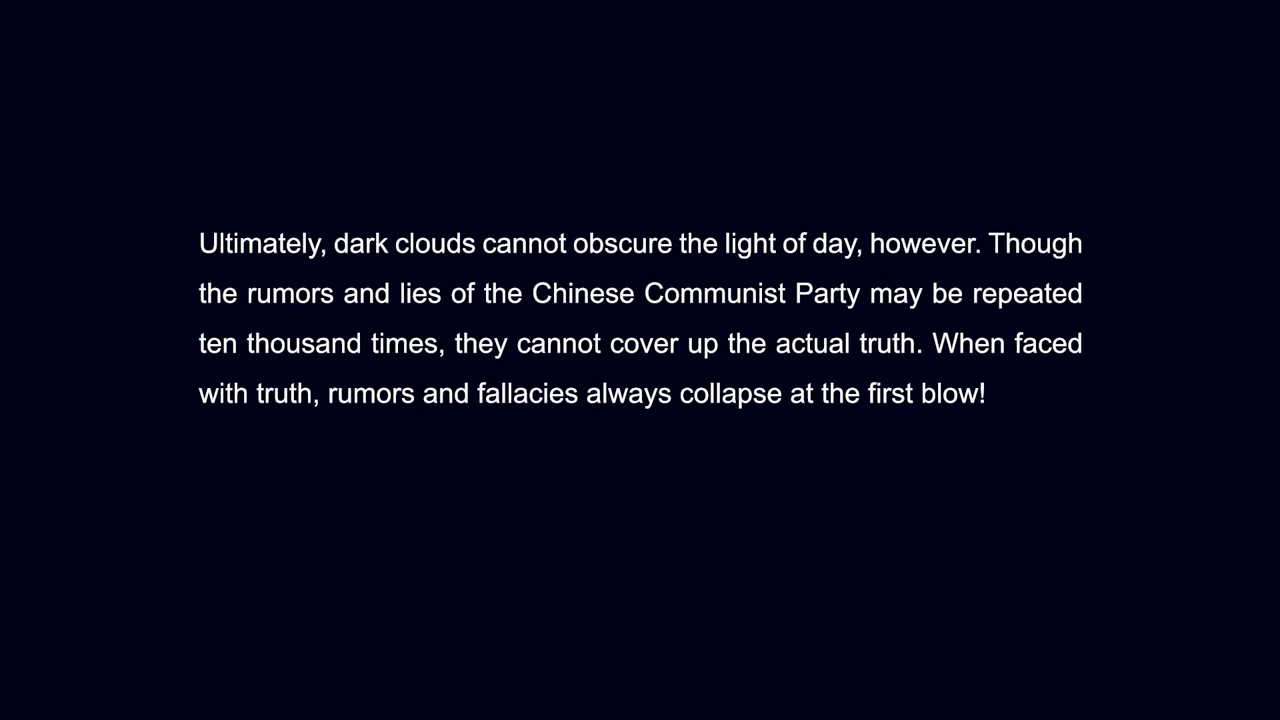 Ultimately, dark clouds cannot obscure the light of day, however. Though
the rumors and lies of the Chinese Communist Party may be repeated
ten thousand times, they cannot cover up the actual truth. When faced
with truth, rumors and fallacies always collapse at the first blow!